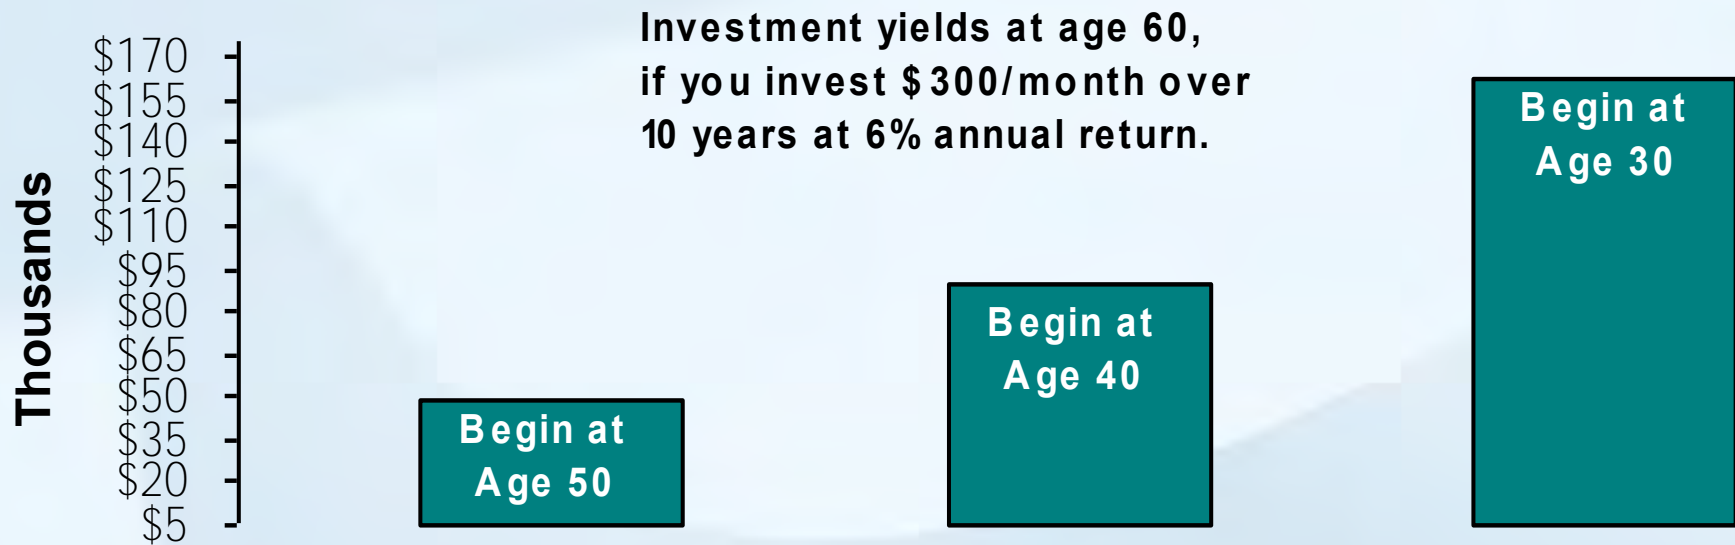 Investment yields at age 60,
if you invest $300/month over
10 years at 6% annual return.
Thousands
$170
$155
$140
$125
$110
$95
$80
$65
$50
$35
$20
$5
Begin at
Age 50
Begin at
Age 40
Begin at
Age 30